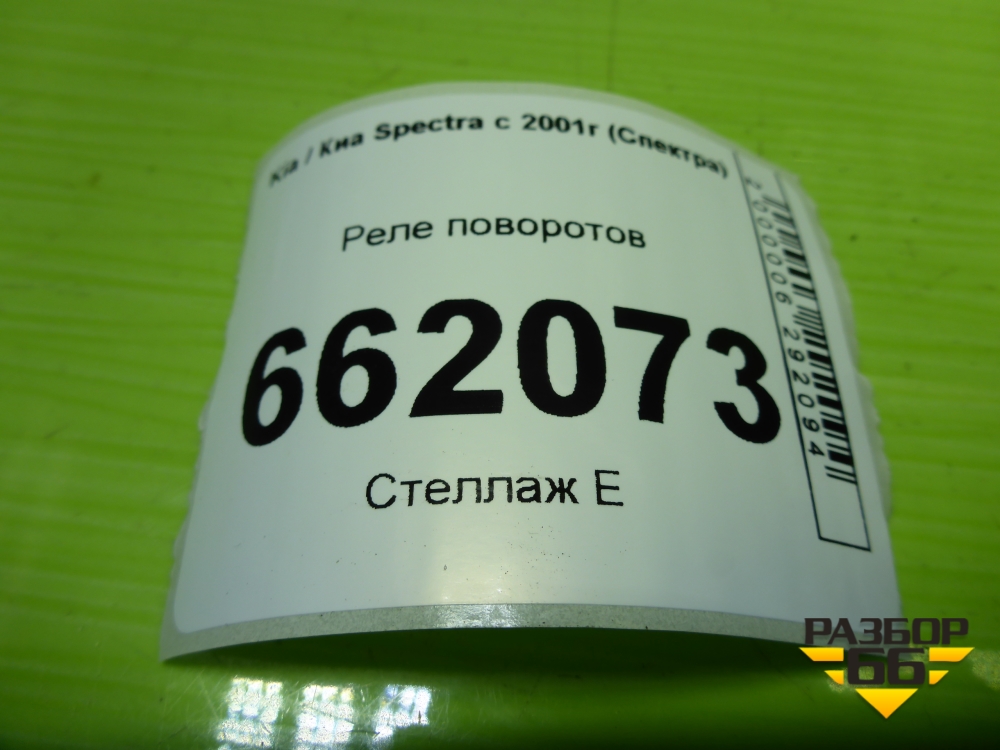 Kia / Киа Spectra с 2001г (Спектра)
Реле поворотов
662073
Стеллаж Е
2000006292094
РАЗБОР
66